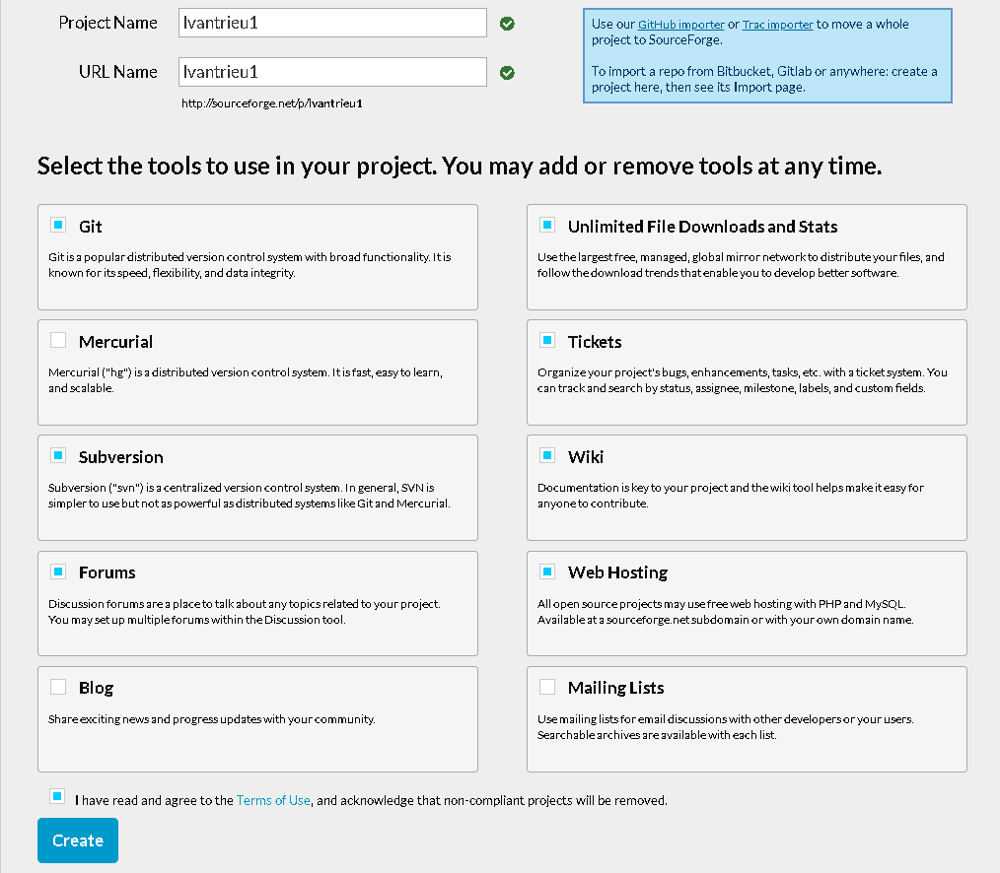 Project Name
lvantrieu1
URL Name
lvantrieu1
http://sourceforge.net/p/lvantrieu1
Use our GitHub importer or Trac importer to move a whole
project to SourceForge.
To import a repo from Bitbucket, Gitlab or anywhere: create a
project here, then see its Import page.
Select the tools to use in your project. You may add or remove tools at any time.
Git
Git is a popular distributed version control system with broad functionality. It is
known for its speed, flexibility, and data integrity.
Unlimited File Downloads and Stats
Use the largest free, managed, global mirror network to distribute your files, and
follow the download trends that enable you to develop better software.
Mercurial
Mercurial ("hg") is a distributed version control system. It is fast, easy to learn,
and scalable.
Tickets
Organize your project's bugs, enhancements, tasks, etc. with a ticket system. You
can track and search by status, assignee, milestone, labels, and custom fields.
Subversion
Subversion ("svn") is a centralized version control system. In general, SVN is
simpler to use but not as powerful as distributed systems like Git and Mercurial.
Wiki
Documentation is key to your project and the wiki tool helps make it easy for
anyone to contribute.
Forums
Discussion forums are a place to talk about any topics related to your project.
You may set up multiple forums within the Discussion tool.
Web Hosting
All open source projects may use free web hosting with PHP and MySQL.
Available at a sourceforge.net subdomain or with your own domain name.
Blog
Share exciting news and progress updates with your community.
Mailing Lists
Use mailing lists for email discussions with other developers or your users.
Searchable archives are available with each list.
I have read and agree to the Terms of Use, and acknowledge that non-compliant projects will be removed.
Create